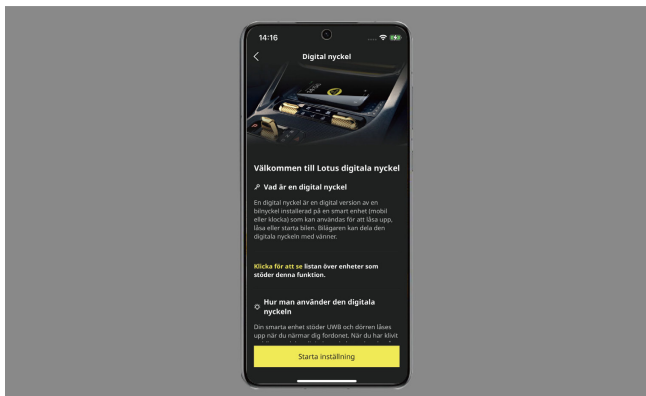 14:16
Digital nyckel
Välkommen till Lotus digitala nyckel
Vad är en digital nyckel
En digital nyckel är en digital version av en
bilnyckel installerad på en smart enhet (mobil
eller klocka) som kan användas för att låsa upp,
låsa eller starta bilen. Bilägaren kan dela den
digitala nyckeln med vänner.
Klicka för att se listan över enheter som
stöder denna funktion.
Hur man använder den digitala
nyckeln
Din smarta enhet stöder UWB och dörren låses
upp när du närmar dig fordonet. När du har klivit
Starta inställning